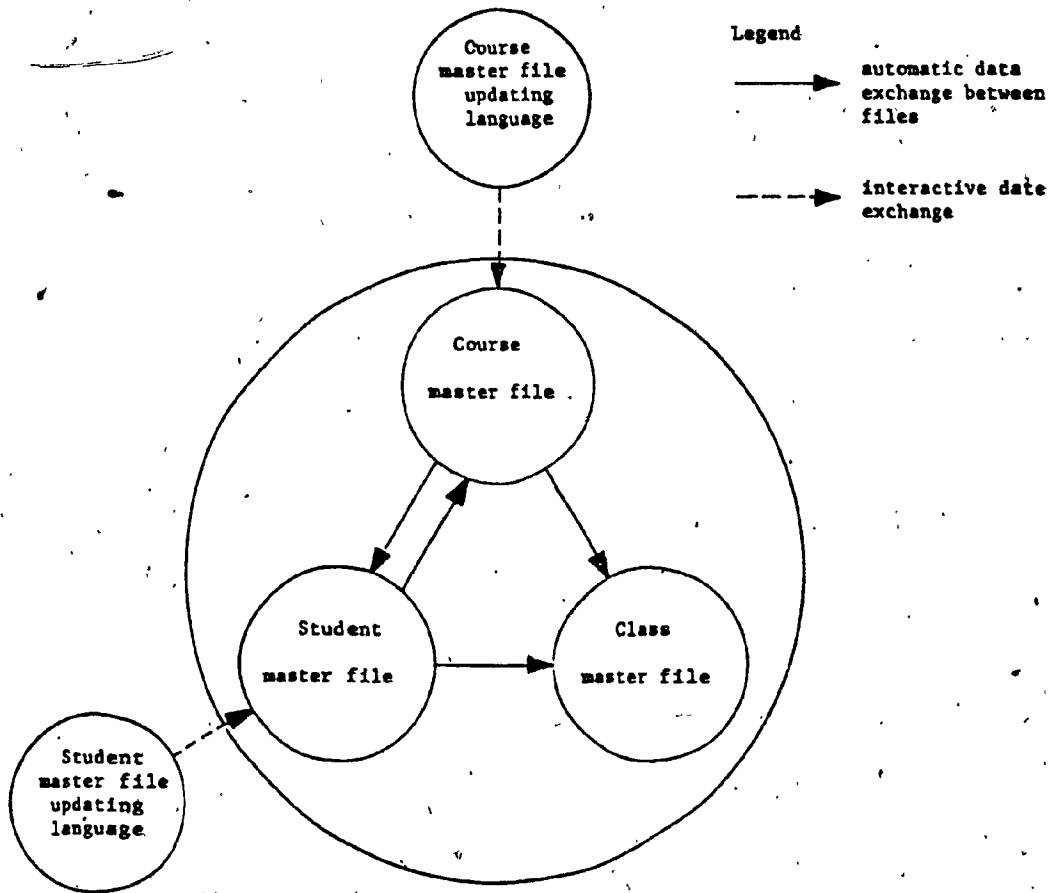 Course
master file
updating
language
Legend
automatic data
exchange between
files
interactive date
exchange
Course
master file
Student
master file
Class
master file
Student
master file
updating
language